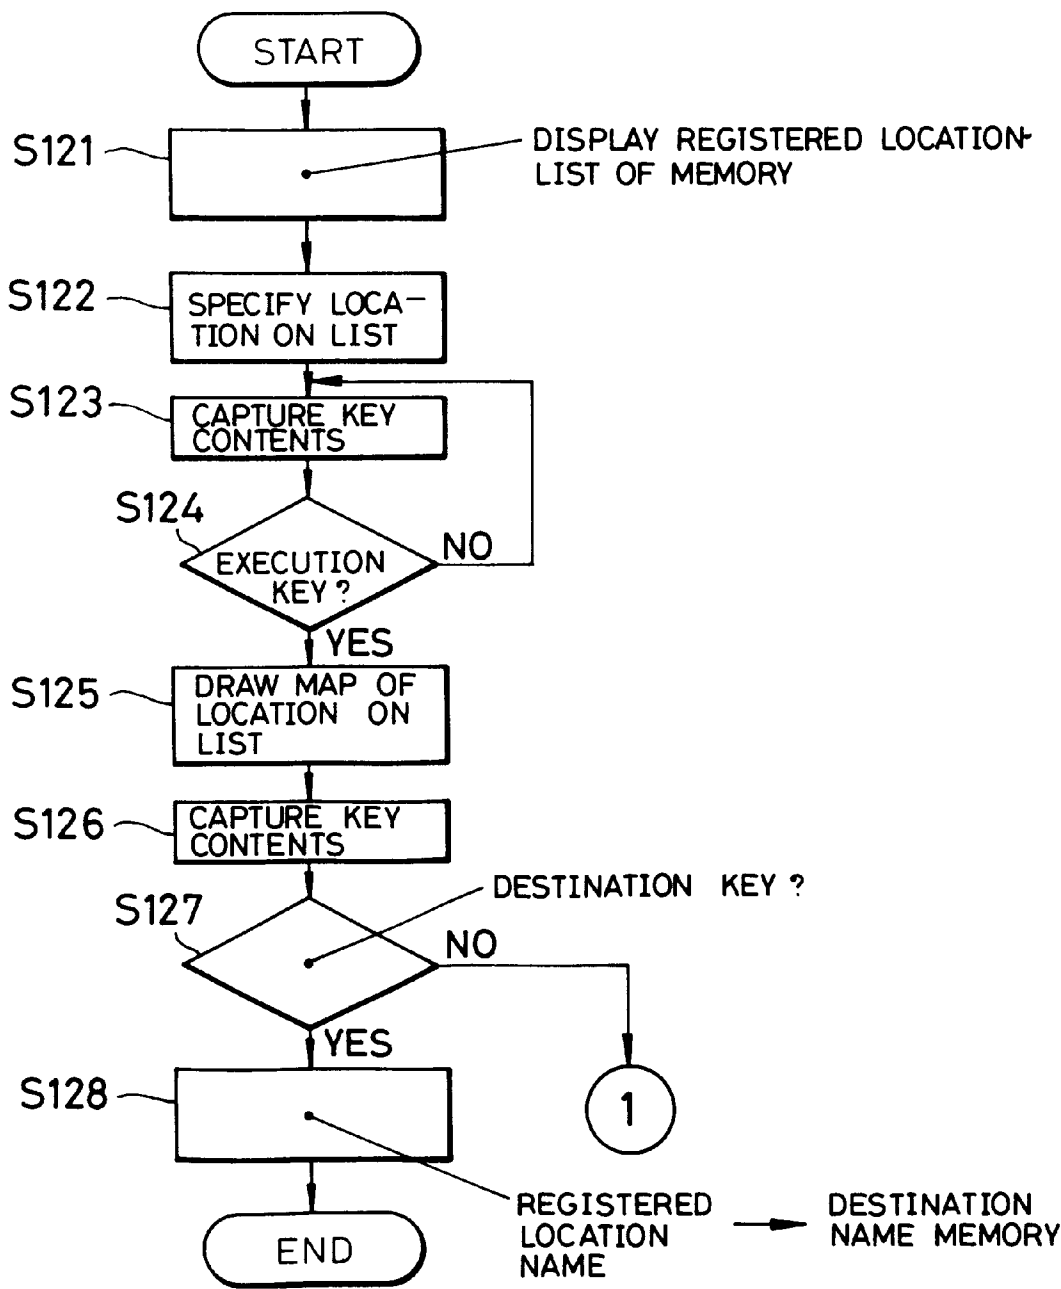 START
S121
DISPLAY REGISTERED LOCATION-
LIST OF MEMORY
S122
SPECIFY LOCA-
TION ON LIST
S123
CAPTURE KEY
CONTENTS
S124
EXECUTION
KEY?
NO
YES
S125
DRAW MAP OF
LOCATION ON
LIST
S126
CAPTURE KEY
CONTENTS
DESTINATION KEY?
S127
NO
YES
S128
1
REGISTERED
LOCATION
NAME
DESTINATION
NAME MEMORY
END